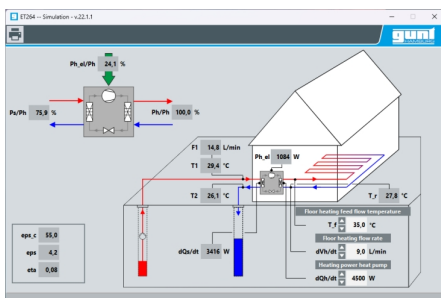 ET264 --- Simulation - v.22.1.1
gunt
Ph_el/Ph 24,1 %
Ps/Ph 75,9 %
Ph/Ph 100,0 %
F1 14,8 L/min
T1 29,4 °C
Ph_el 1084 W
T2 26,1 °C
T_r 27,8 °C
Floor heating feed flow temperature
T_f 35,0 °C
Floor heating flow rate
dVh/dt 9,0 L/min
Heating power heat pump
dQh/dt 4500 W
dQs/dt 3416 W
eps_c 55,0
eps 4,2
eta 0,08